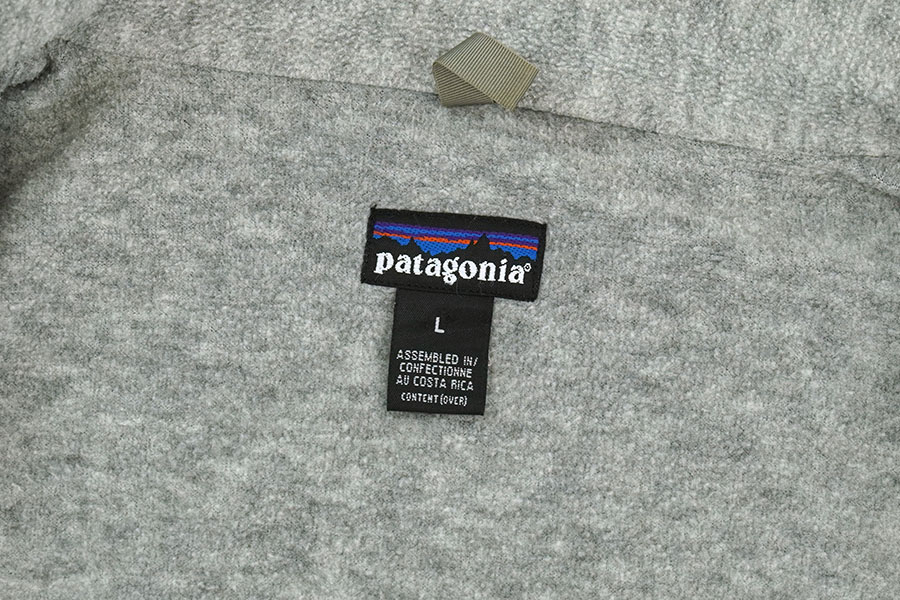 patagonia®
L
ASSEMBLED IN/
CONFECTIONNE
AU COSTA RICA
CONTENT (OVER)